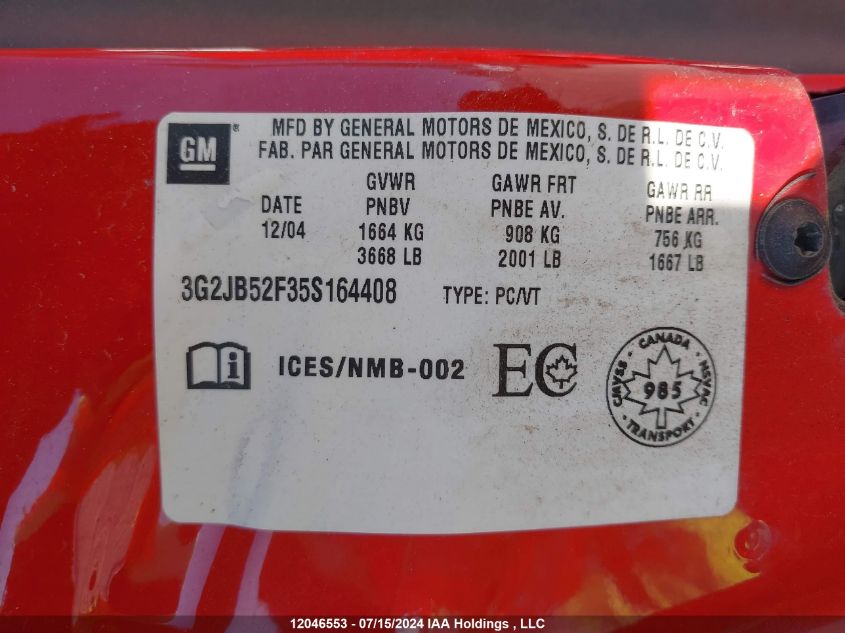 GM®
MFD BY GENERAL MOTORS DE MEXICO, S. DE R.L. DE C.V.
FAB. PAR GENERAL MOTORS DE MEXICO, S. DE R.L. DE C.V.
GVWR GAWR FRT GAWR RR
DATE PNBV PNBE AV. PNBE ARR.
12/04 1664 KG 908 KG 756 KG
3668 LB 2001 LB 1667 LB
3G2JB52F35S164408 TYPE: PC/VT
i ICES/NMB-002 EC
CANADA
CMVSS 985 NSVAC
TRANSPORT
12046553 - 07/15/2024 IAA Holdings , LLC